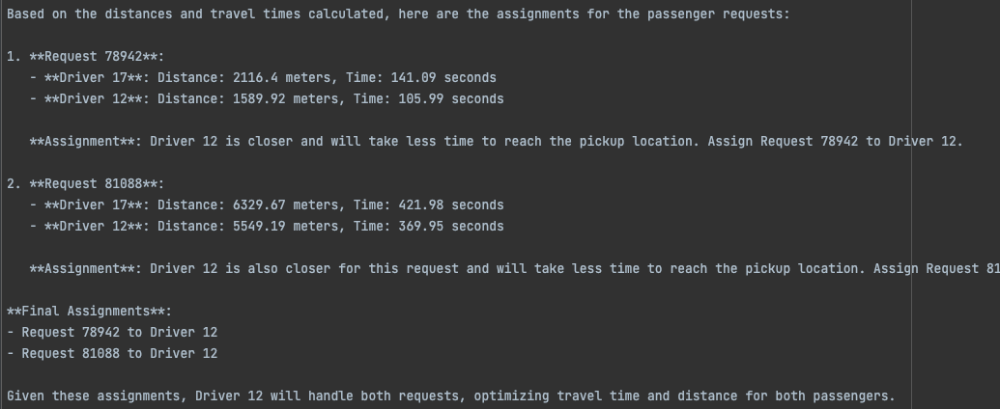 Based on the distances and travel times calculated, here are the assignments for the passenger requests:
1. **Request 78942**:
- **Driver 17**: Distance: 2116.4 meters, Time: 141.09 seconds
- **Driver 12**: Distance: 1589.92 meters, Time: 105.99 seconds
**Assignment**: Driver 12 is closer and will take less time to reach the pickup location. Assign Request 78942 to Driver 12.
2. **Request 81088**:
- **Driver 17**: Distance: 6329.67 meters, Time: 421.98 seconds
- **Driver 12**: Distance: 5549.19 meters, Time: 369.95 seconds
**Assignment**: Driver 12 is also closer for this request and will take less time to reach the pickup location. Assign Request 81
**Final Assignments**:
- Request 78942 to Driver 12
- Request 81088 to Driver 12
Given these assignments, Driver 12 will handle both requests, optimizing travel time and distance for both passengers.